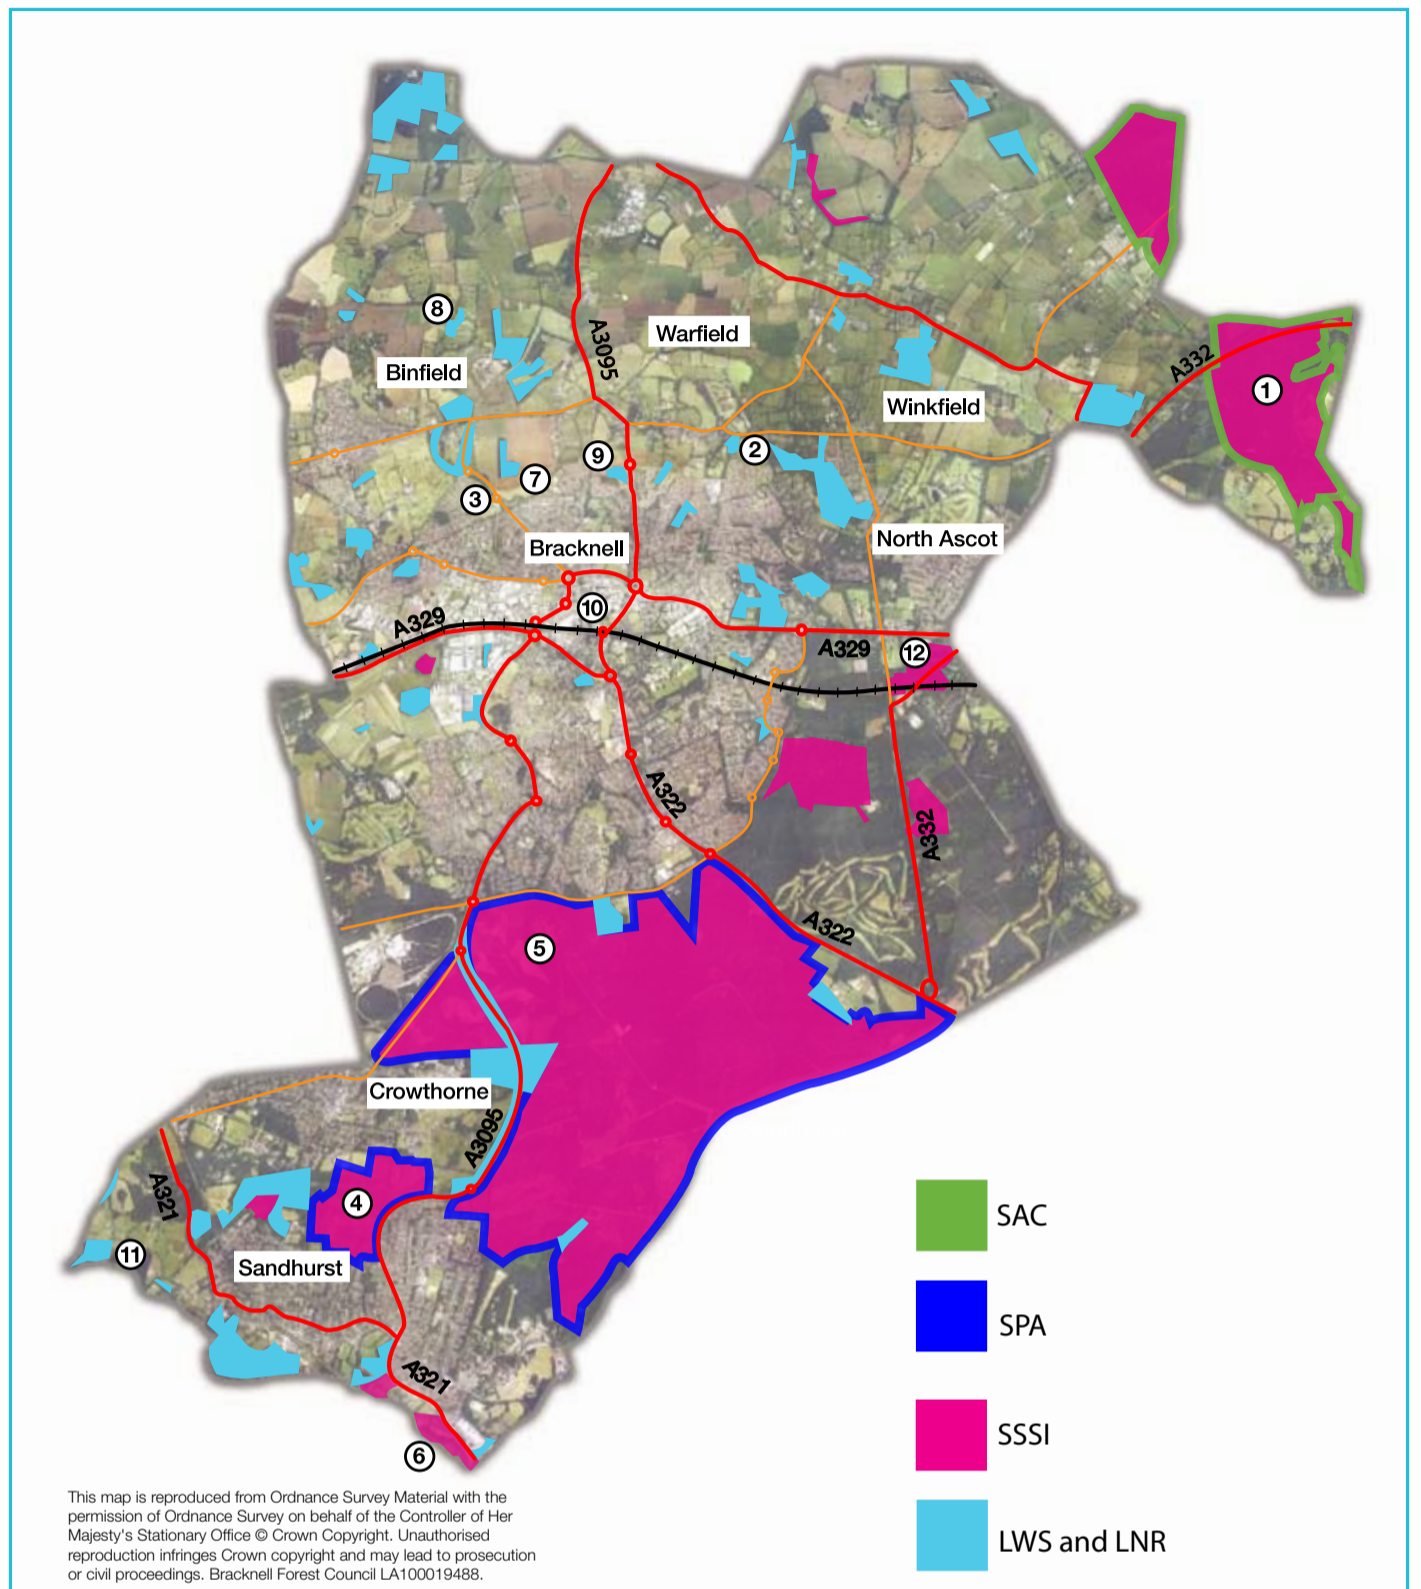 8
Warfield
A3095
Binfield
A332
1
Winkfield
9
2
7
3
North Ascot
Bracknell
10
A329
A329
12
A322
A332
A322
5
Crowthorne
A3095
4
A321
11
Sandhurst
A321
6
SAC
SPA
SSSI
LWS and LNR
This map is reproduced from Ordnance Survey Material with the
permission of Ordnance Survey on behalf of the Controller of Her
Majesty's Stationary Office © Crown Copyright. Unauthorised
reproduction infringes Crown copyright and may lead to prosecution
or civil proceedings. Bracknell Forest Council LA100019488.